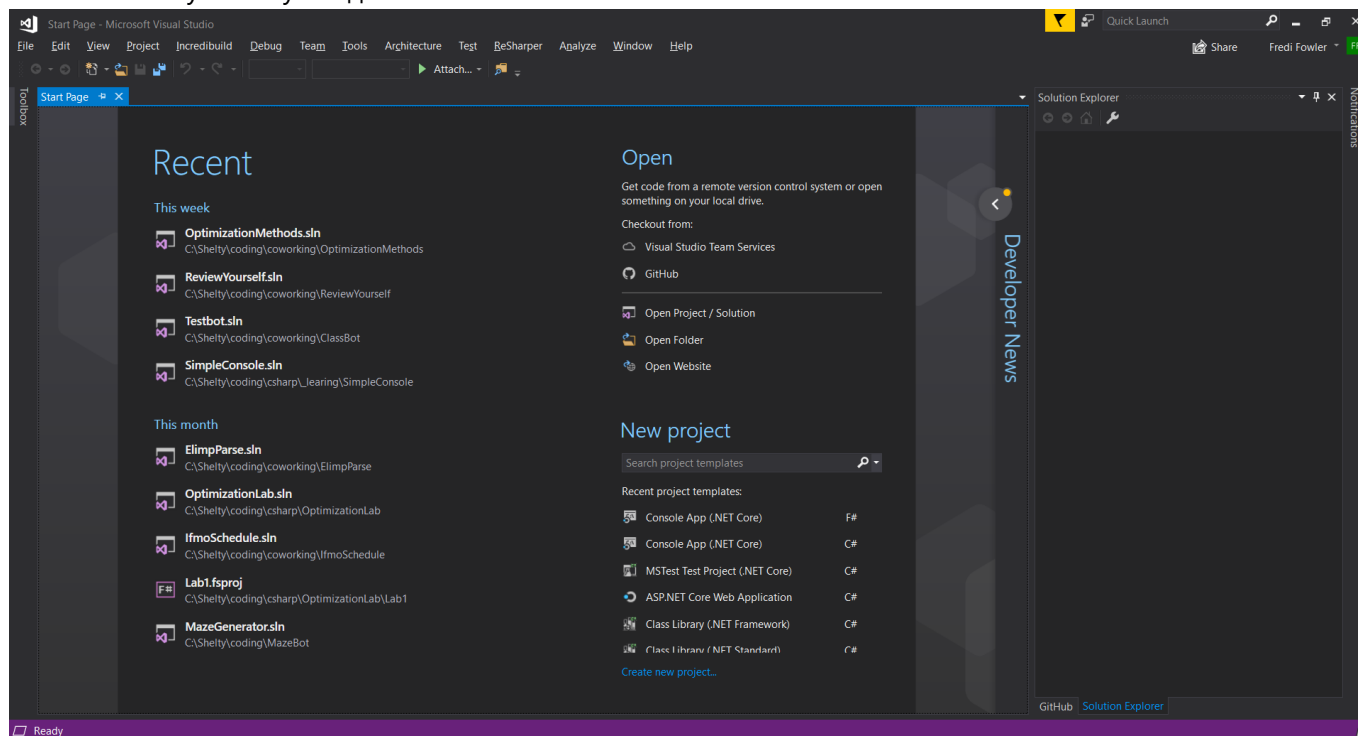 Start Page - Microsoft Visual Studio
Quick Launch
File Edit View Project Incredibuild Debug Team Tools Architecture Test ReSharper Analyze Window Help
Share Fredi Fowler
Attach...
Toolbox
Start Page
Solution Explorer
Notifications
Recent
This week
OptimizationMethods.sln
C:\Shelty\coding\coworking\OptimizationMethods
ReviewYourself.sln
C:\Shelty\coding\coworking\ReviewYourself
Testbot.sln
C:\Shelty\coding\coworking\ClassBot
SimpleConsole.sln
C:\Shelty\coding\csharp\_learing\SimpleConsole
This month
ElimpParse.sln
C:\Shelty\coding\coworking\ElimpParse
OptimizationLab.sln
C:\Shelty\coding\csharp\OptimizationLab
IfmoSchedule.sln
C:\Shelty\coding\coworking\IfmoSchedule
F# Lab1.fsproj
C:\Shelty\coding\csharp\OptimizationLab\Lab1
MazeGenerator.sln
C:\Shelty\coding\MazeBot
Open
Get code from a remote version control system or open
something on your local drive.
Checkout from:
Visual Studio Team Services
GitHub
Open Project / Solution
Open Folder
Open Website
New project
Search project templates
Recent project templates:
Console App (.NET Core) F#
Console App (.NET Core) C#
MSTest Test Project (.NET Core) C#
ASP.NET Core Web Application C#
Class Library (.NET Framework) C#
Class Library (.NET Standard) C#
Create new project...
Developer News
GitHub Solution Explorer
Ready